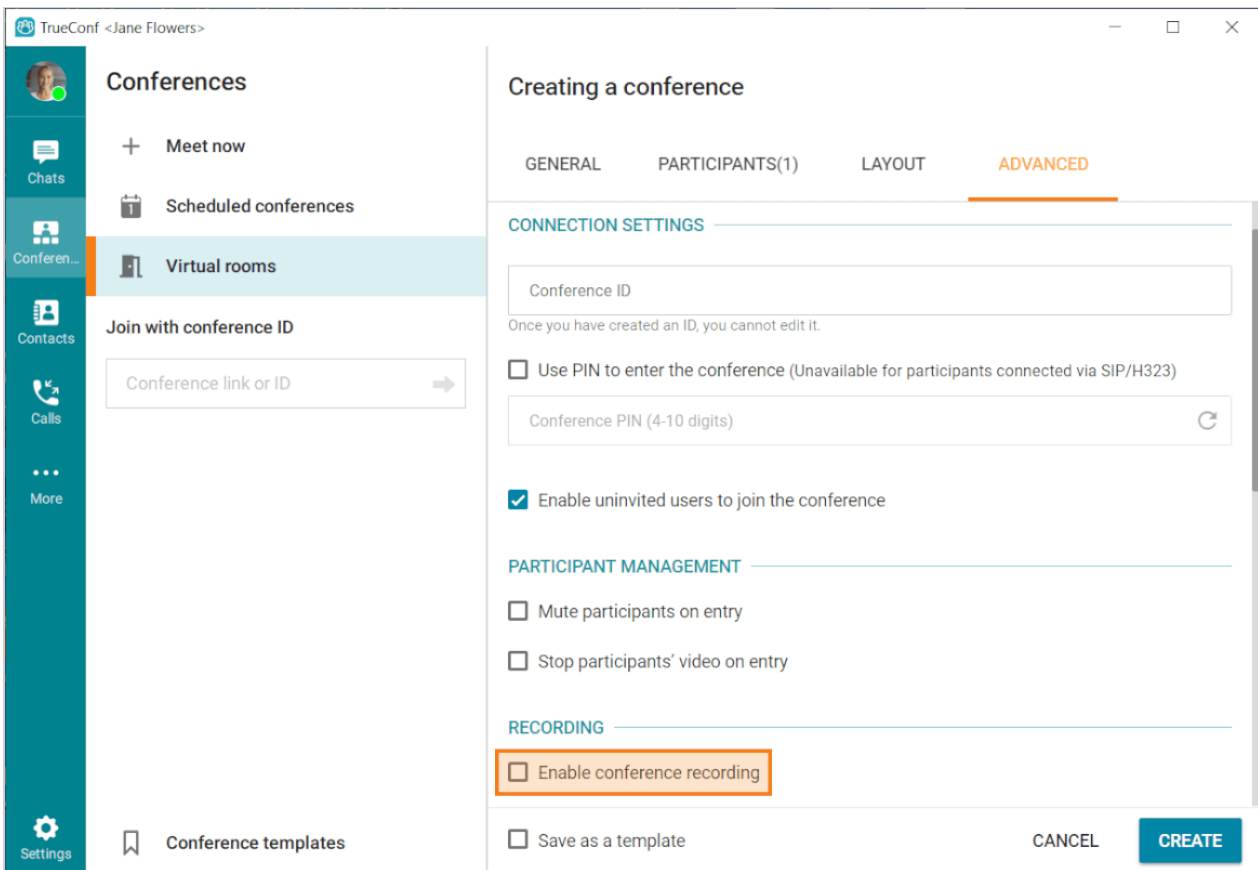 TrueConf <Jane Flowers>
Chats
Conferen...
Contacts
Calls
More
Settings
Conferences
Meet now
1
Scheduled conferences
Virtual rooms
Join with conference ID
Conference link or ID
Conference templates
Creating a conference
GENERAL PARTICIPANTS(1) LAYOUT ADVANCED
CONNECTION SETTINGS
Conference ID
Once you have created an ID, you cannot edit it.
Use PIN to enter the conference (Unavailable for participants connected via SIP/H323)
Conference PIN (4-10 digits)
Enable uninvited users to join the conference
PARTICIPANT MANAGEMENT
Mute participants on entry
Stop participants' video on entry
RECORDING
Enable conference recording
Save as a template
CANCEL CREATE